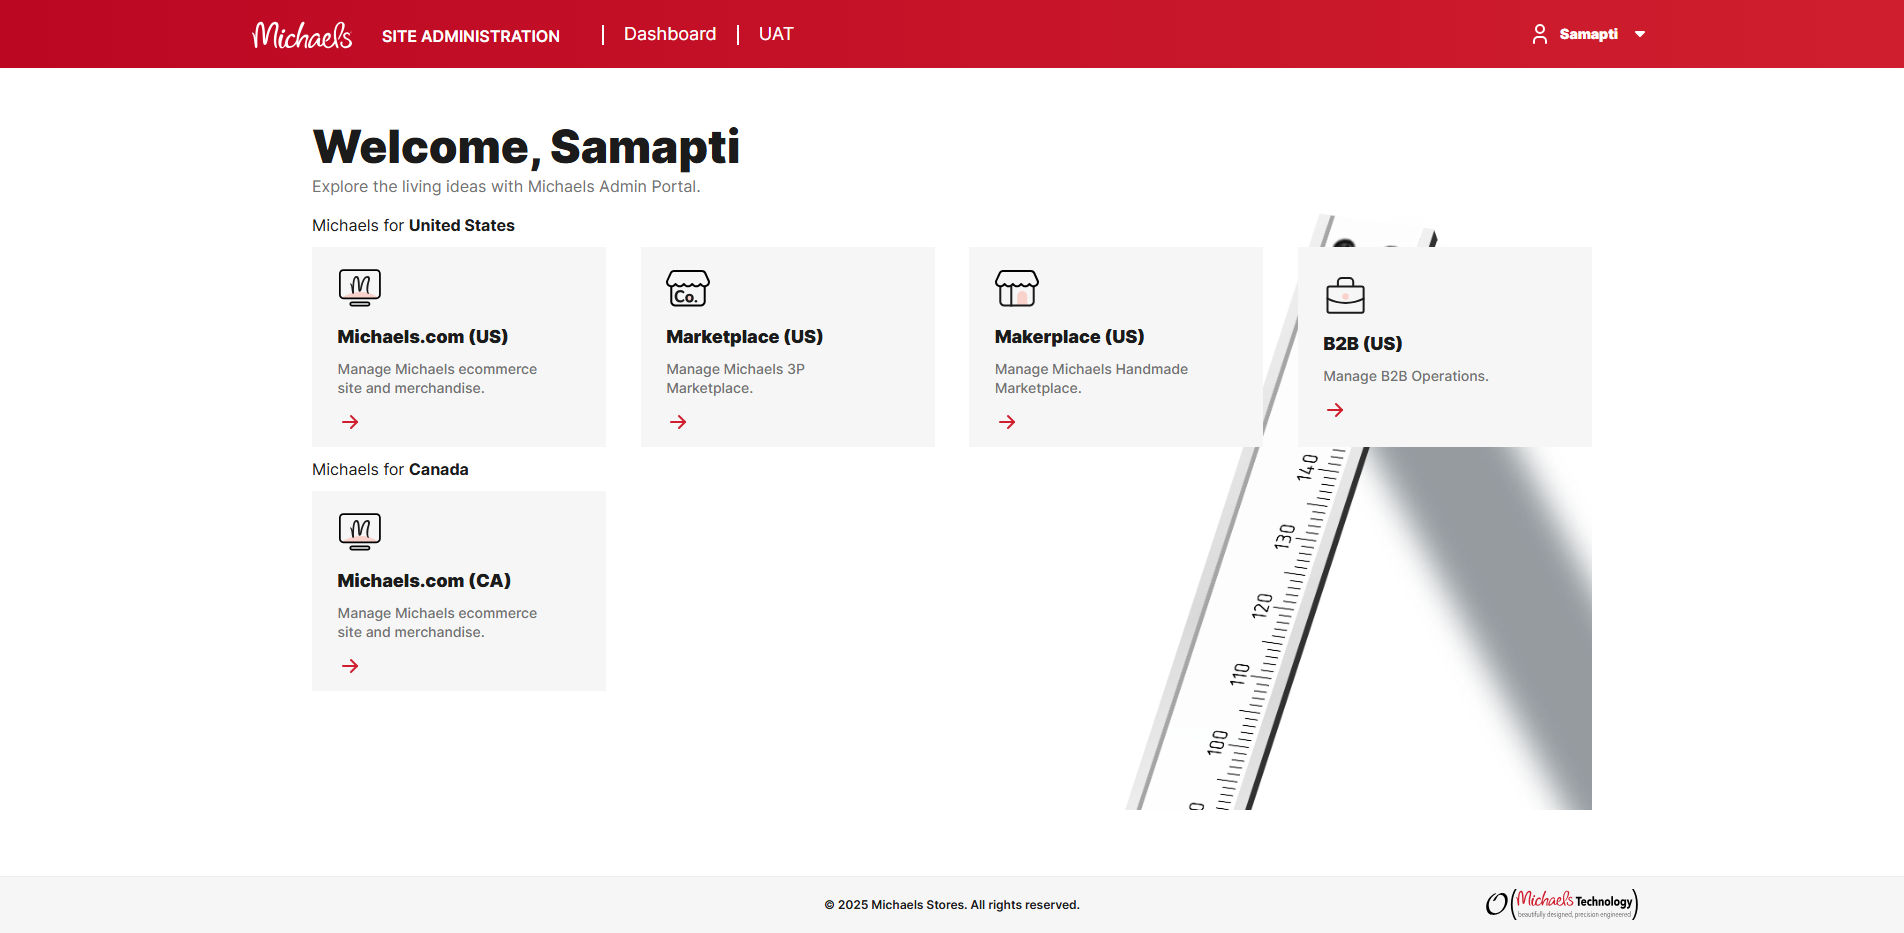 Michaels SITE ADMINISTRATION | Dashboard | UAT Samapti
Welcome, Samapti
Explore the living ideas with Michaels Admin Portal.
Michaels for United States
M
Michaels.com (US)
Manage Michaels ecommerce
site and merchandise.
Co.
Marketplace (US)
Manage Michaels 3P
Marketplace.
Makerplace (US)
Manage Michaels Handmade
Marketplace.
B2B (US)
Manage B2B Operations.
Michaels for Canada
M
Michaels.com (CA)
Manage Michaels ecommerce
site and merchandise.
140
130
120
110
100
0
© 2025 Michaels Stores. All rights reserved.
O(Michaels Technology)
beautifully designed, precision engineered